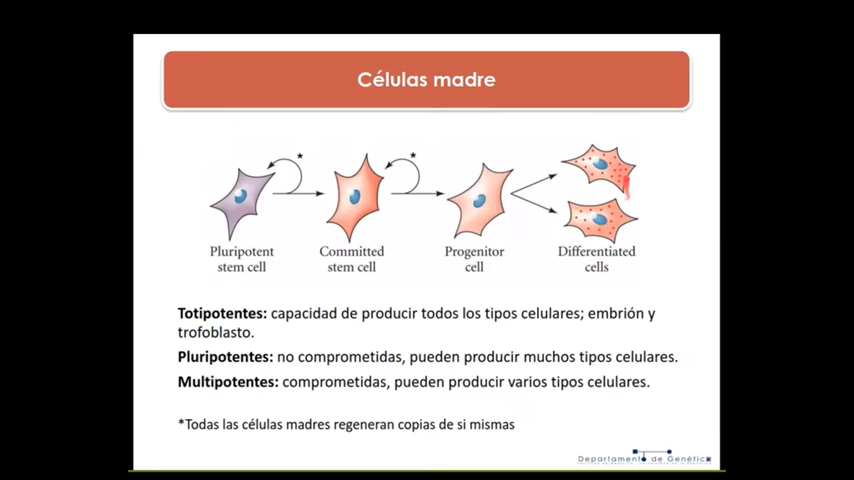 Células madre
*
*
Pluripotent
stem cell
Committed
stem cell
Progenitor
cell
Differentiated
cells
Totipotentes: capacidad de producir todos los tipos celulares; embrión y
trofoblasto.
Pluripotentes: no comprometidas, pueden producir muchos tipos celulares.
Multipotentes: comprometidas, pueden producir varios tipos celulares.
*Todas las células madres regeneran copias de si mismas
Departamento de Genética